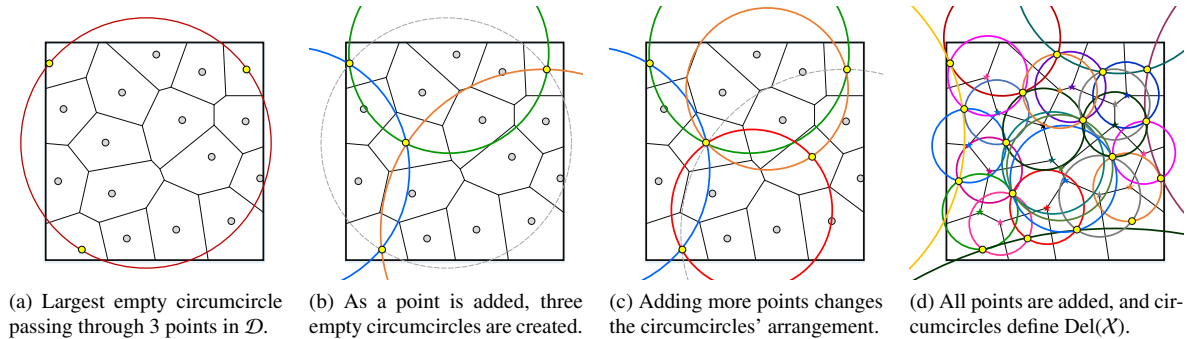 (a) Largest empty circumcircle
passing through 3 points in 𝒟.
(b) As a point is added, three
empty circumcircles are created.
(c) Adding more points changes
the circumcircles' arrangement.
(d) All points are added, and cir-
cumcircles define Del(𝒳).